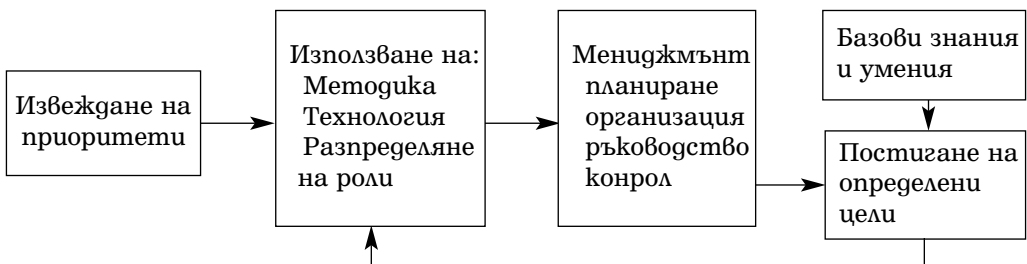 Извеждане на
приоритети
Използване на:
Методика
Технология
Разпределяне
на роли
Мениджмънт
планиране
организация
ръководство
конрол
Базови знания
и умения
Постигане на
определени
цели